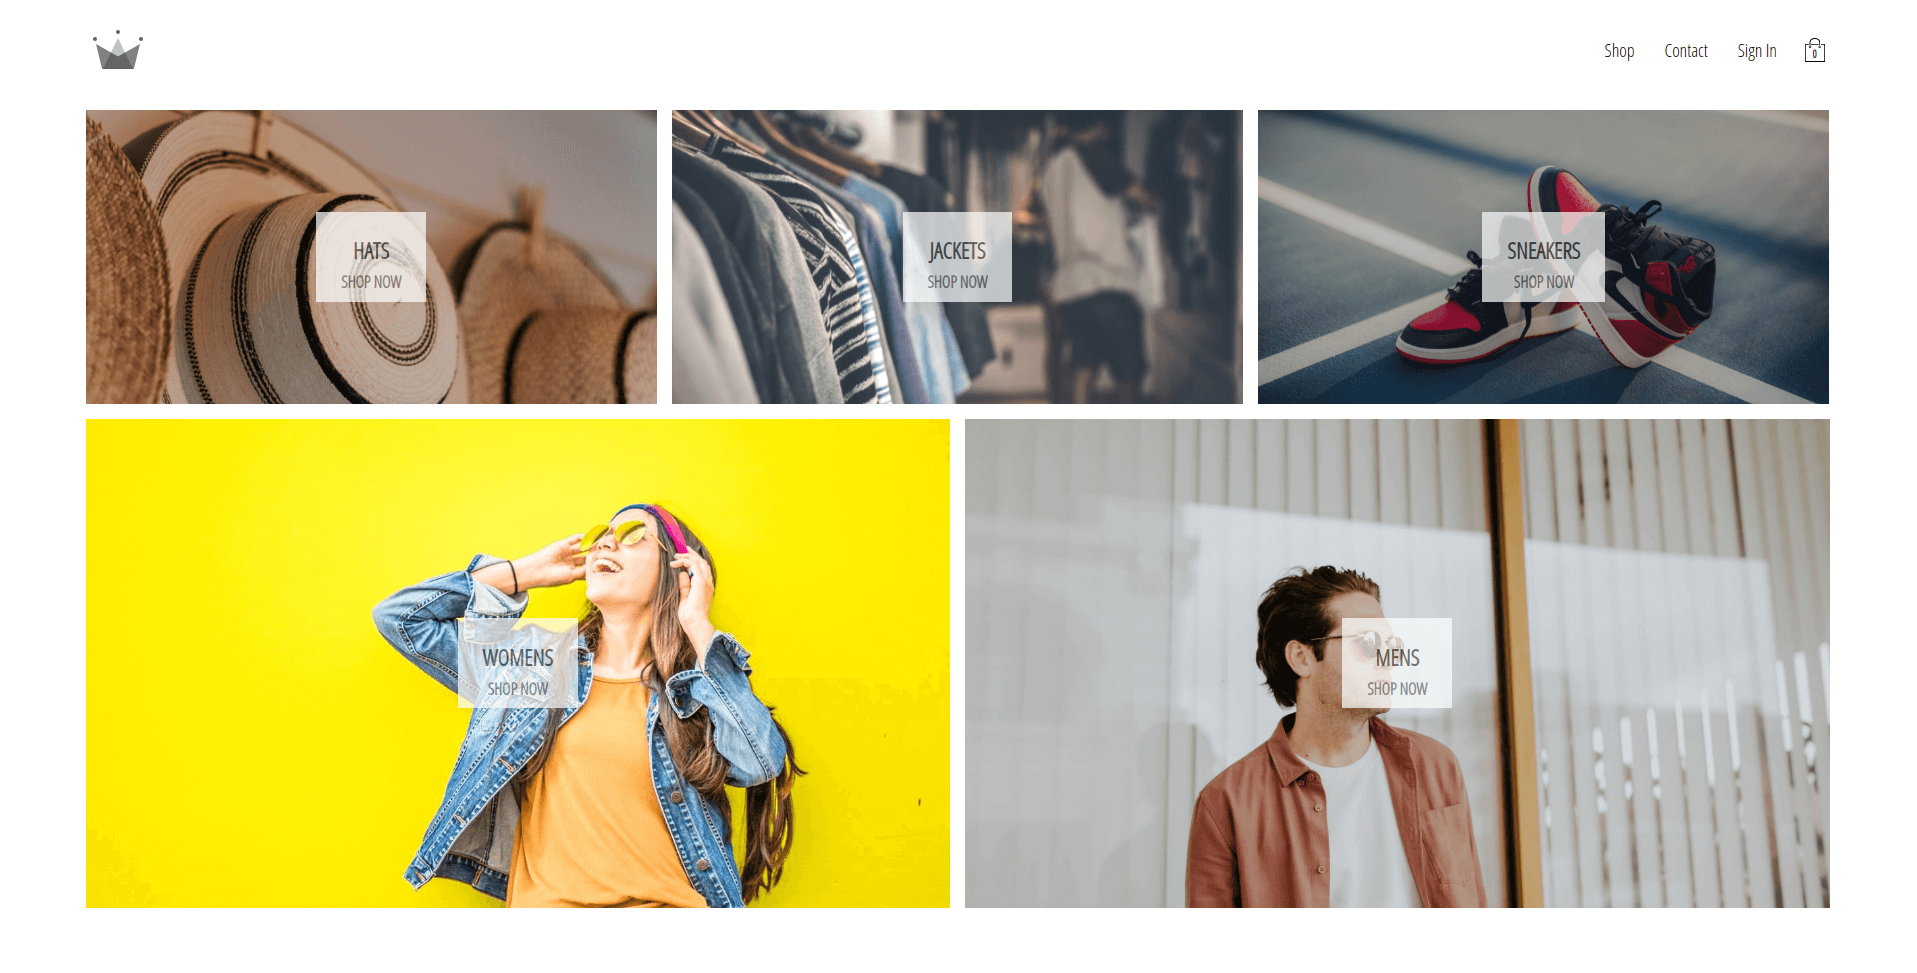 Shop
Contact
Sign In
0
HATS
SHOP NOW
JACKETS
SHOP NOW
SNEAKERS
SHOP NOW
WOMENS
SHOP NOW
MENS
SHOP NOW